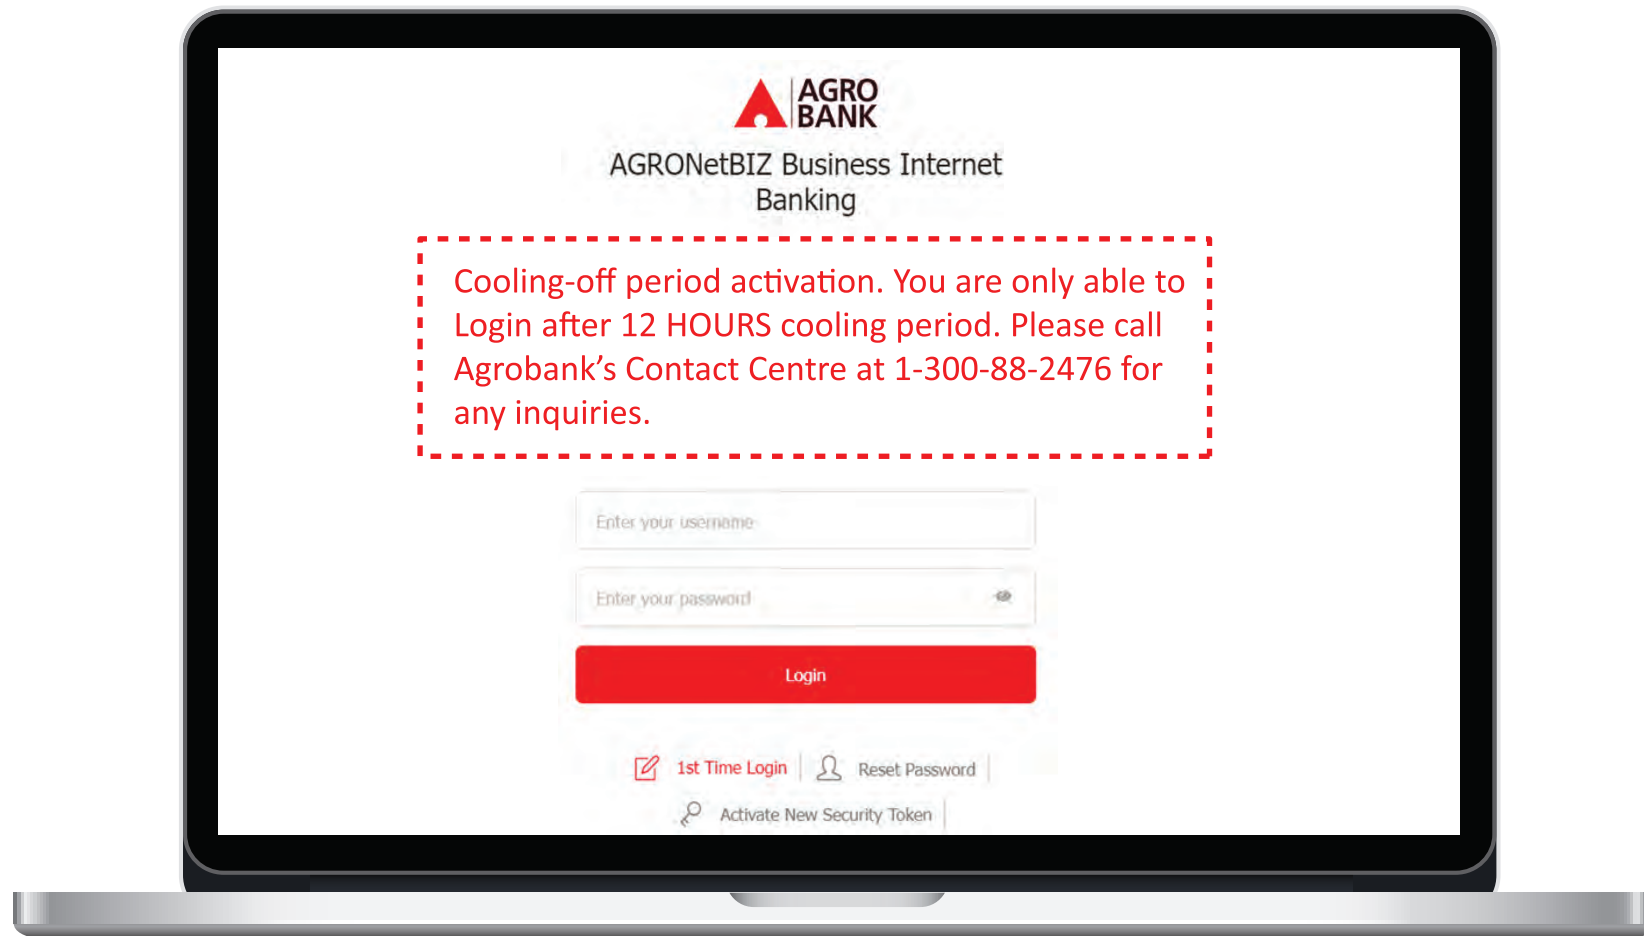 AGRO
BANK
AGRONetBIZ Business Internet
Banking
Cooling-off period activation. You are only able to
Login after 12 HOURS cooling period. Please call
Agrobank’s Contact Centre at 1-300-88-2476 for
any inquiries.
Enter your username
Enter your password
Login
1st Time Login
Reset Password
Activate New Security Token